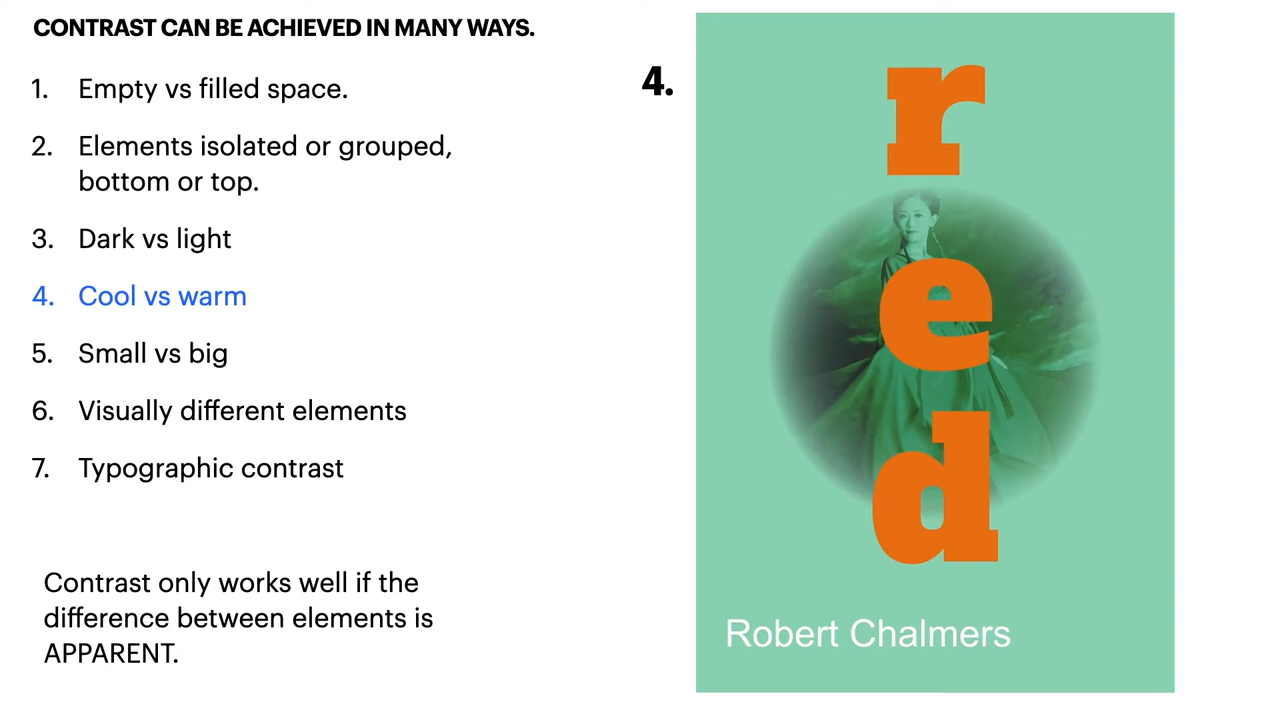 CONTRAST CAN BE ACHIEVED IN MANY WAYS.
1. Empty vs filled space.
2. Elements isolated or grouped,
bottom or top.
3. Dark vs light
4. Cool vs warm
5. Small vs big
6. Visually different elements
7. Typographic contrast
Contrast only works well if the
difference between elements is
APPARENT.
4.
r
e
d
Robert Chalmers